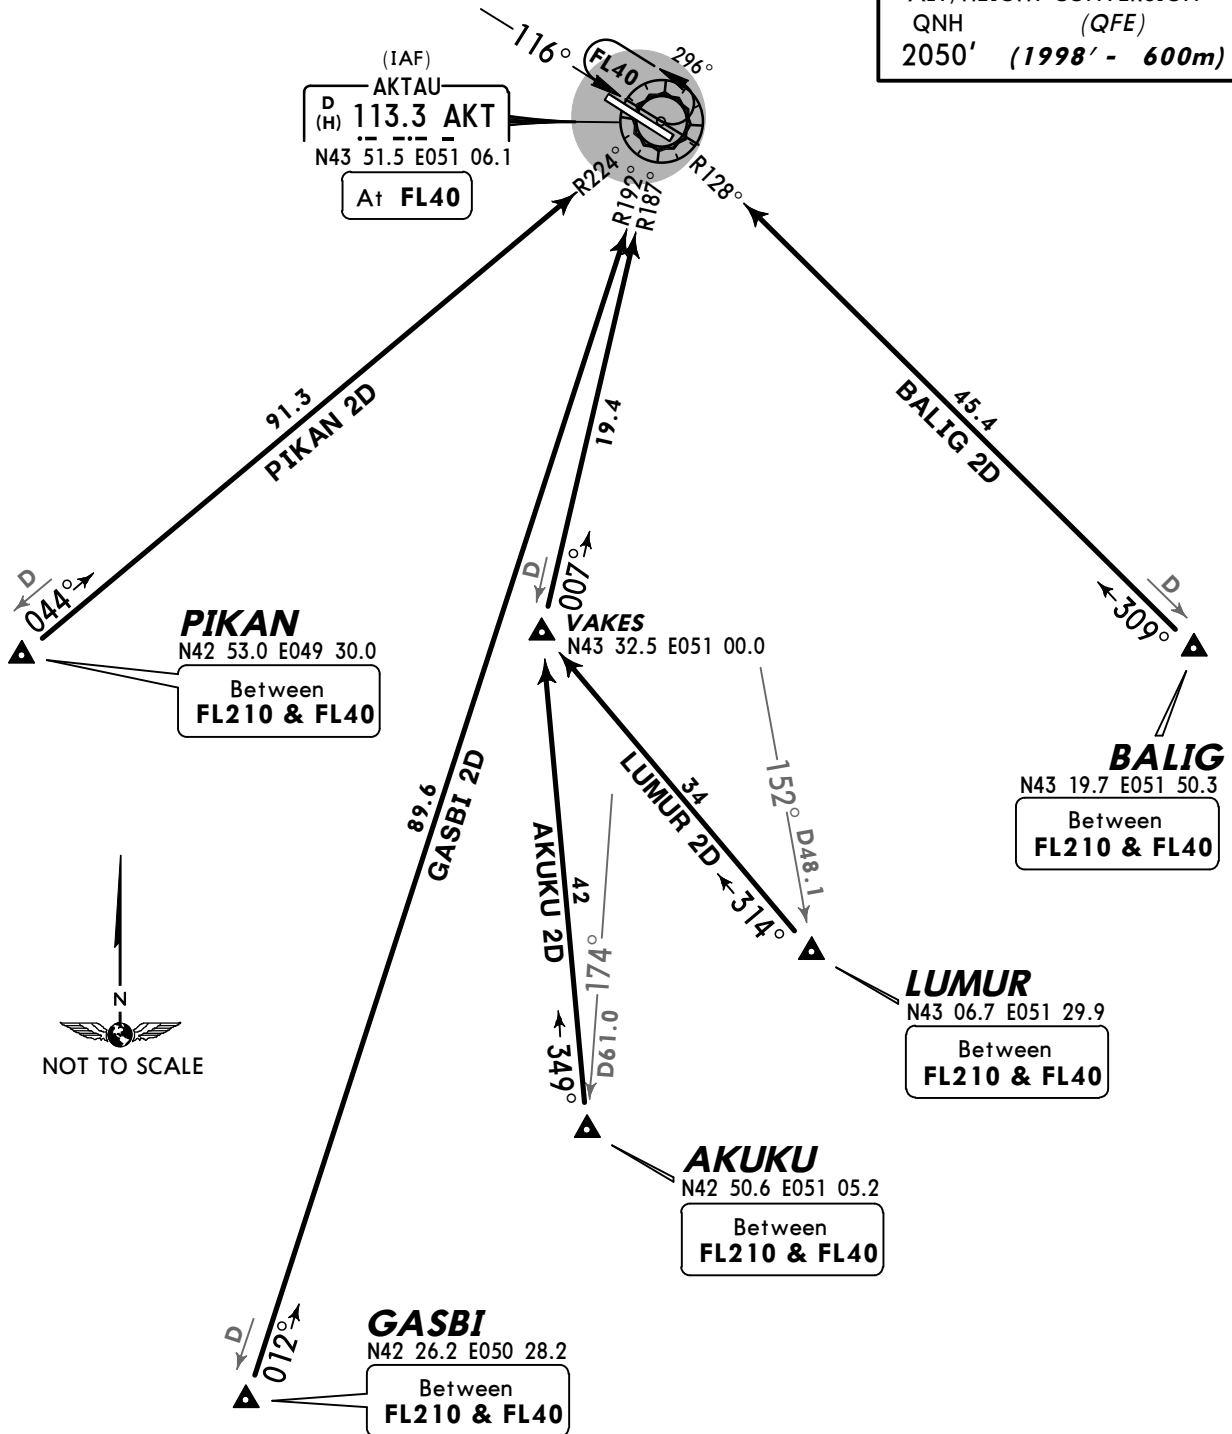 QNH (QFE)
2050' (1998' - 600m)
116°
FL40
296°
(IAF)
AKTAU
D
(H) 113.3 AKT
N43 51.5 E051 06.1
At FL40
R224°
R192°
R187°
R128°
91.3
PIKAN 2D
19.4
45.4
BALIG 2D
D
044°
PIKAN
N42 53.0 E049 30.0
Between
FL210 & FL40
D
007°
VAKES
N43 32.5 E051 00.0
D
309°
BALIG
N43 19.7 E051 50.3
Between
FL210 & FL40
89.6
GASBI 2D
34
LUMUR 2D
152° D48.1
314°
42
AKUKU 2D
174°
D61.0
349°
LUMUR
N43 06.7 E051 29.9
Between
FL210 & FL40
N
NOT TO SCALE
AKUKU
N42 50.6 E051 05.2
Between
FL210 & FL40
D
012°
GASBI
N42 26.2 E050 28.2
Between
FL210 & FL40